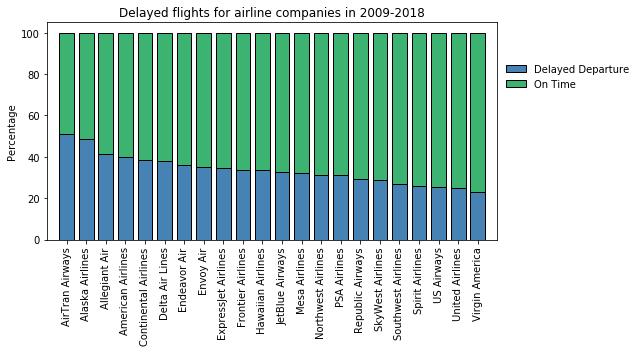 Delayed flights for airline companies in 2009-2018
Percentage
100
80
60
40
20
0
Delayed Departure
On Time
AirTran Airways
Alaska Airlines
Allegiant Air
American Airlines
Continental Airlines
Delta Air Lines
Endeavor Air
Envoy Air
ExpressJet Airlines
Frontier Airlines
Hawaiian Airlines
JetBlue Airways
Mesa Airlines
Northwest Airlines
PSA Airlines
Republic Airways
SkyWest Airlines
Southwest Airlines
Spirit Airlines
US Airways
United Airlines
Virgin America